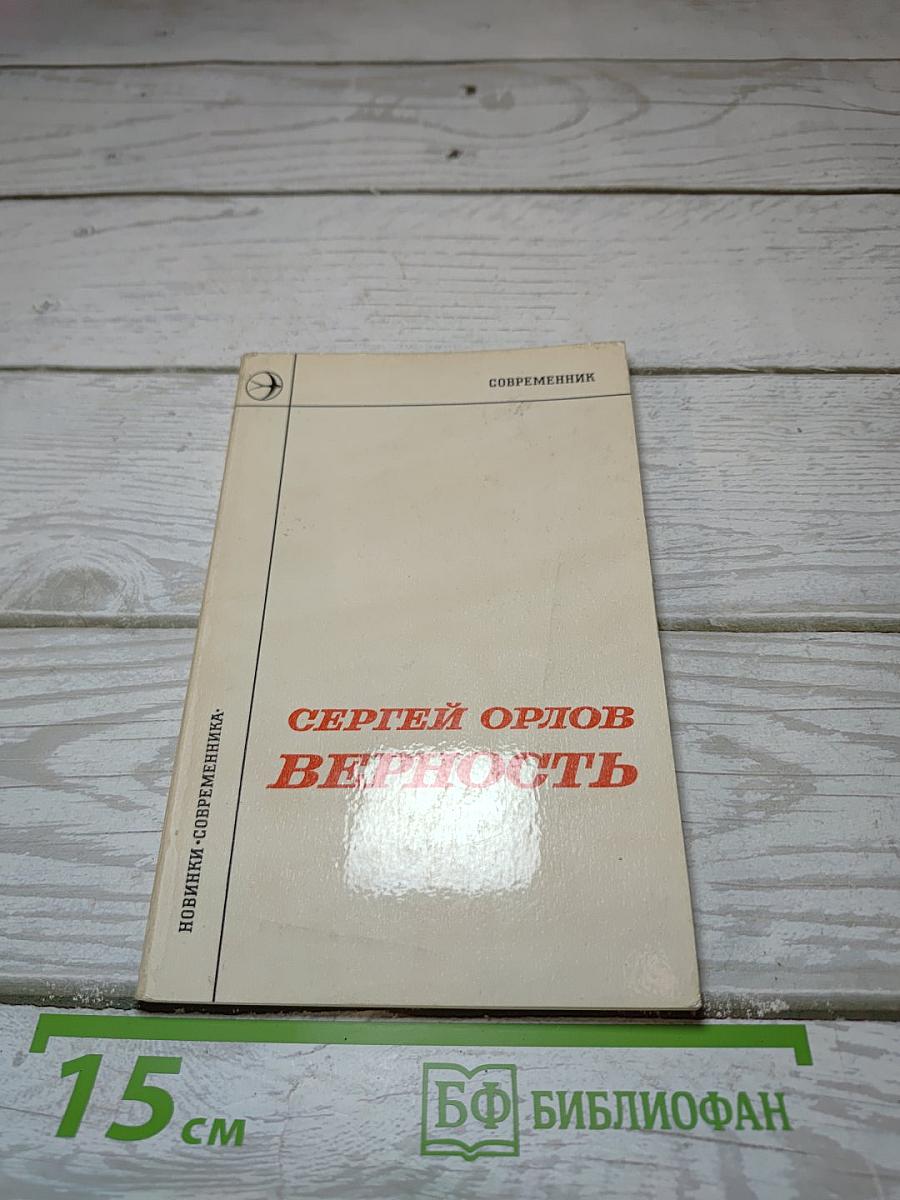 СОВРЕМЕННИК
НОВИНКИ •СОВРЕМЕННИКА•
СЕРГЕЙ ОРЛОВ
ВЕРНОСТЬ
15 см
БФ БИБЛИОФАН